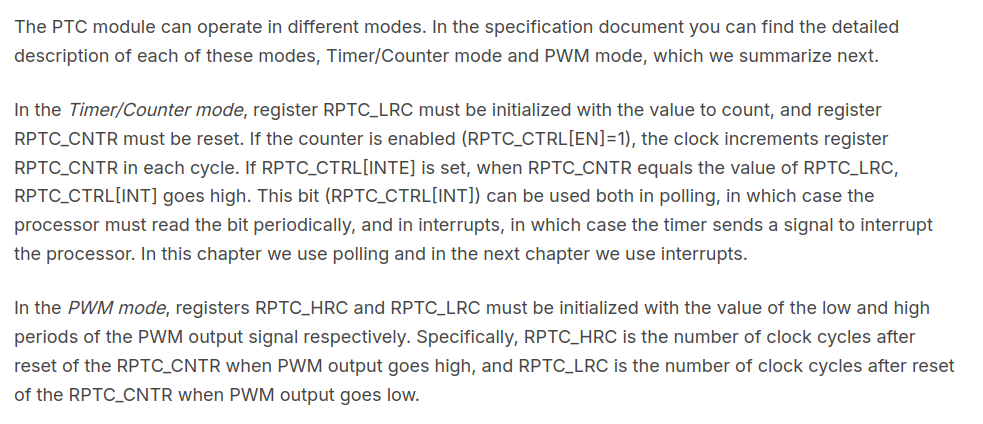 The PTC module can operate in different modes. In the specification document you can find the detailed
description of each of these modes, Timer/Counter mode and PWM mode, which we summarize next.
In the Timer/Counter mode, register RPTC_LRC must be initialized with the value to count, and register
RPTC_CNTR must be reset. If the counter is enabled (RPTC_CTRL[EN]=1), the clock increments register
RPTC_CNTR in each cycle. If RPTC_CTRL[INTE] is set, when RPTC_CNTR equals the value of RPTC_LRC,
RPTC_CTRL[INT] goes high. This bit (RPTC_CTRL[INT]) can be used both in polling, in which case the
processor must read the bit periodically, and in interrupts, in which case the timer sends a signal to interrupt
the processor. In this chapter we use polling and in the next chapter we use interrupts.
In the PWM mode, registers RPTC_HRC and RPTC_LRC must be initialized with the value of the low and high
periods of the PWM output signal respectively. Specifically, RPTC_HRC is the number of clock cycles after
reset of the RPTC_CNTR when PWM output goes high, and RPTC_LRC is the number of clock cycles after reset
of the RPTC_CNTR when PWM output goes low.